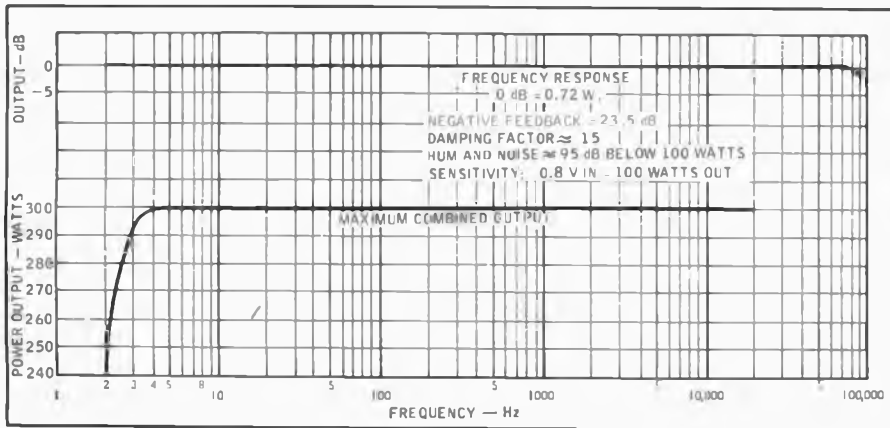 OUTPUT—dB
0
-5
FREQUENCY RESPONSE
0 dB = 0.72 W
NEGATIVE FEEDBACK = 23.5 dB
DAMPING FACTOR ≈ 15
HUM AND NOISE ≈ 95 dB BELOW 100 WATTS
SENSITIVITY: 0.8 V IN - 100 WATTS OUT
POWER OUTPUT — WATTS
300
290
280
270
260
250
240
MAXIMUM COMBINED OUTPUT
1 2 3 4 5 8 10 5 100 5 1000 10,000 100,000
FREQUENCY — Hz